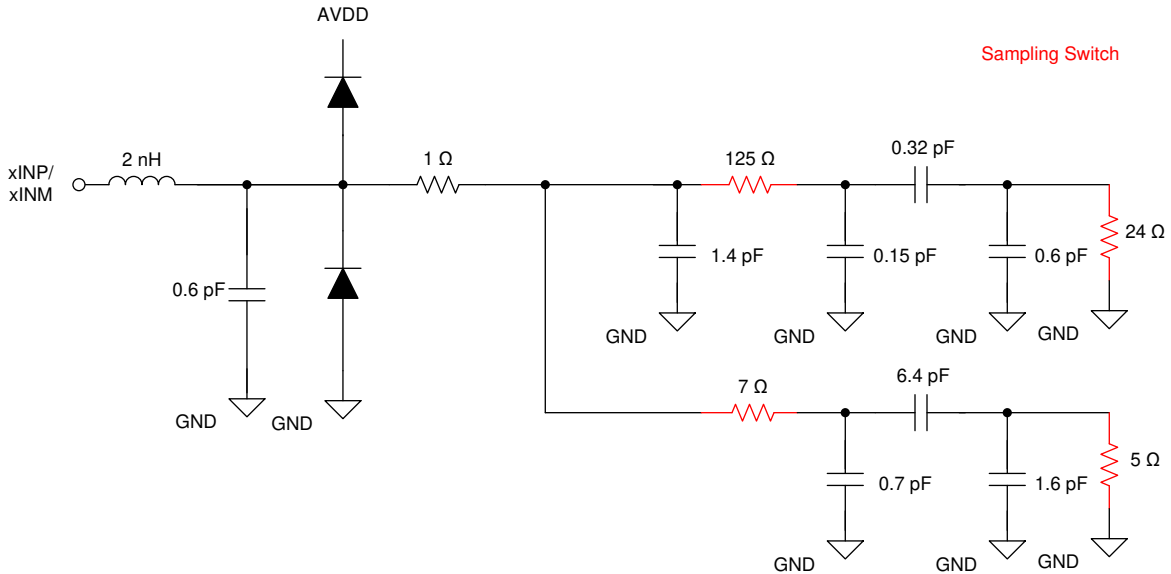 AVDD
Sampling Switch
xINP/
xINM
2 nH
1 Ω
125 Ω
0.32 pF
24 Ω
0.6 pF
1.4 pF
0.15 pF
0.6 pF
GND
GND
GND
GND
7 Ω
6.4 pF
GND
GND
0.7 pF
1.6 pF
5 Ω
GND
GND
GND